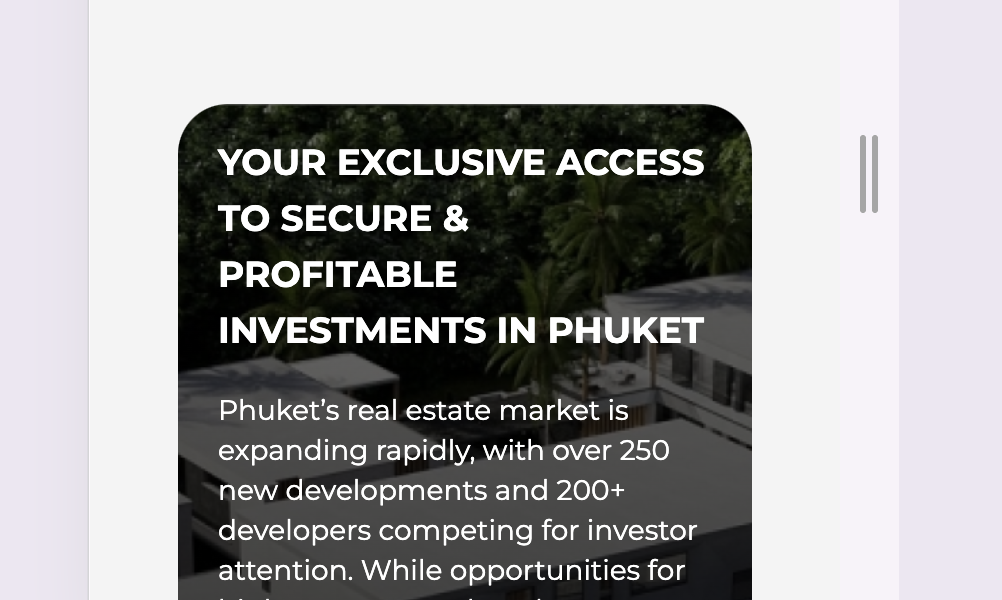 YOUR EXCLUSIVE ACCESS
TO SECURE &
PROFITABLE
INVESTMENTS IN PHUKET
Phuket’s real estate market is
expanding rapidly, with over 250
new developments and 200+
developers competing for investor
attention. While opportunities for